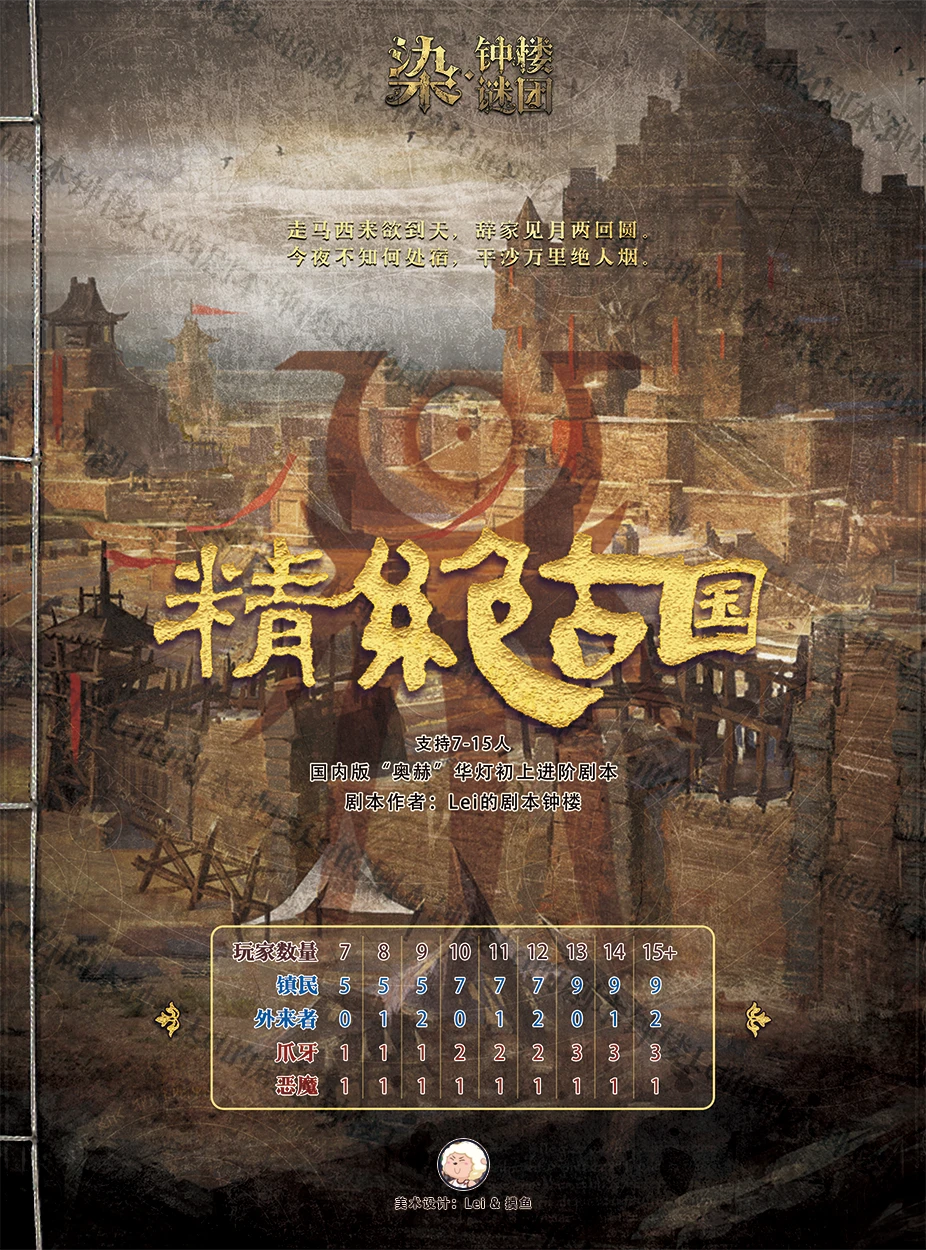 染·钟楼谜团
走马西来欲到天，辞家见月两回圆。
今夜不知何处宿，平沙万里绝人烟。
精絕古国
支持7-15人
国内版“奥赫”华灯初上进阶剧本
剧本作者：Lei的剧本钟楼
玩家数量 7 8 9 10 11 12 13 14 15+
镇民 5 5 5 7 7 7 9 9 9
外来者 0 1 2 0 1 2 0 1 2
爪牙 1 1 1 2 2 2 3 3 3
恶魔 1 1 1 1 1 1 1 1 1
美术设计：Lei & 摸鱼